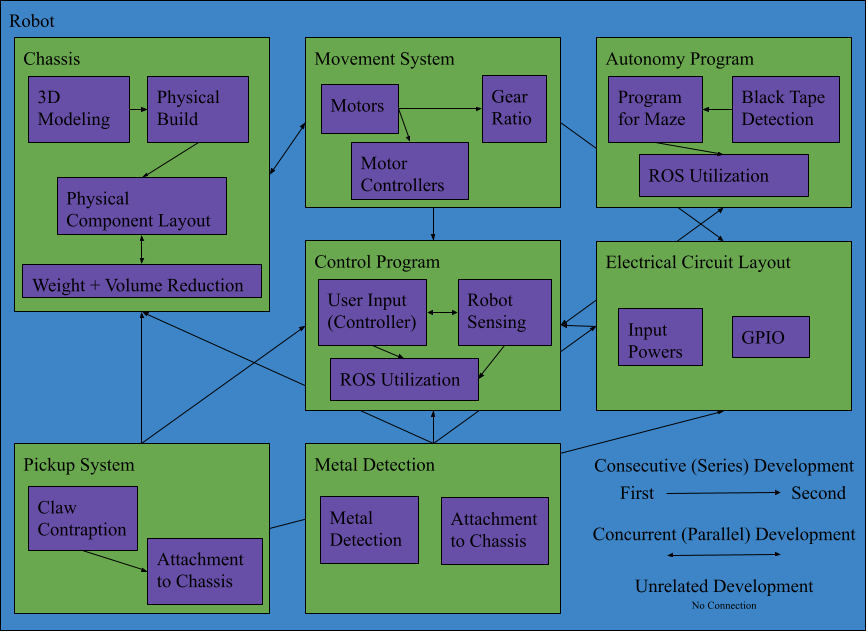 Robot
Chassis
3D
Modeling
Physical
Build
Physical
Component Layout
Weight + Volume Reduction
Movement System
Motors
Gear
Ratio
Motor
Controllers
Autonomy Program
Program
for Maze
Black Tape
Detection
ROS Utilization
Control Program
User Input
(Controller)
Robot
Sensing
ROS Utilization
Electrical Circuit Layout
Input
Powers
GPIO
Pickup System
Claw
Contraption
Attachment
to Chassis
Metal Detection
Metal
Detection
Attachment
to Chassis
Consecutive (Series) Development
First
Second
Concurrent (Parallel) Development
Unrelated Development
No Connection